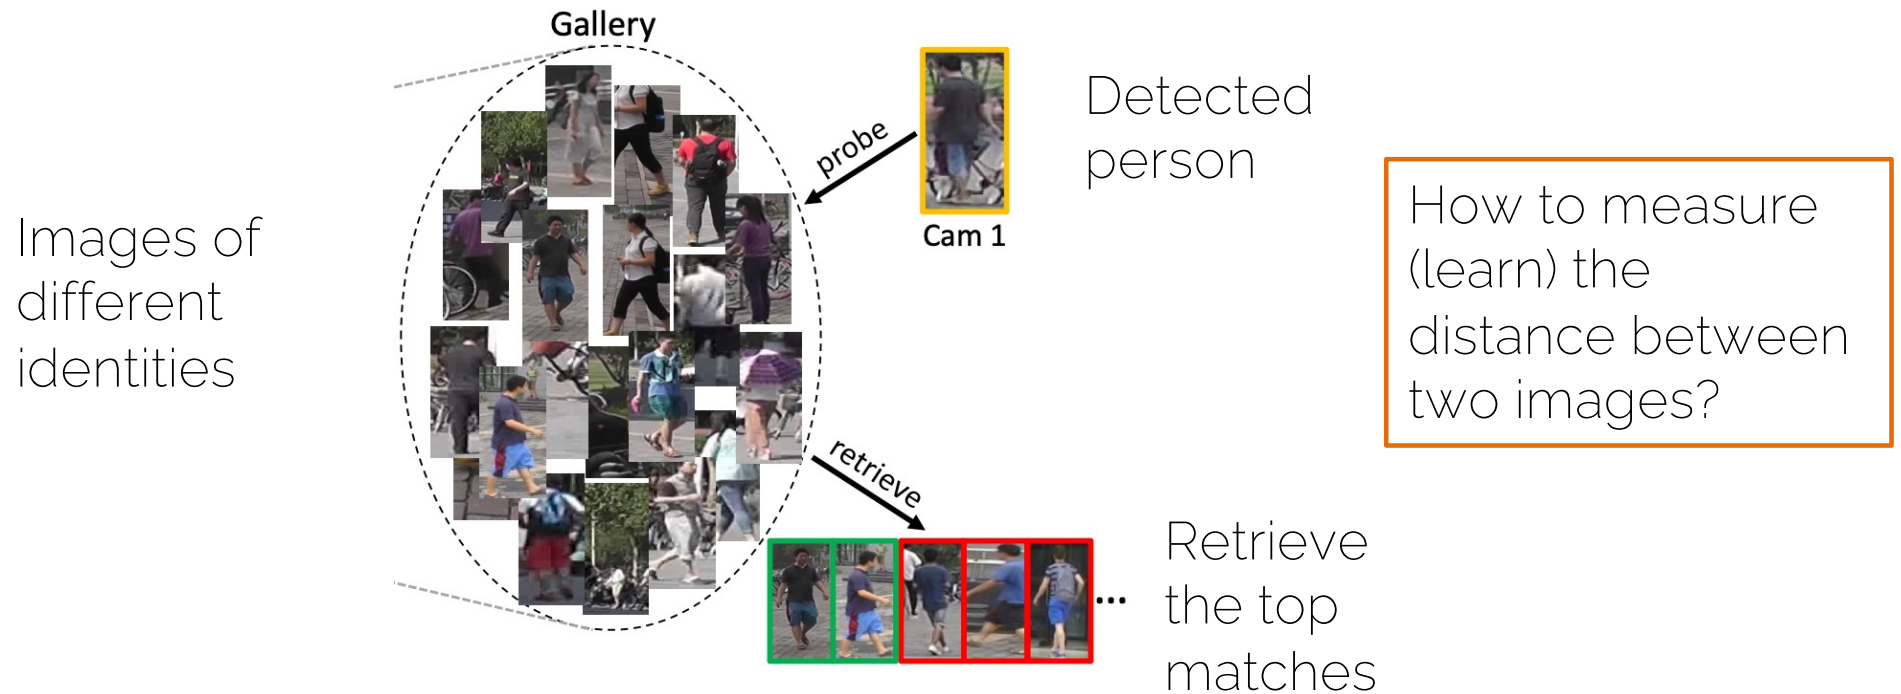 Gallery
Images of
different
identities
probe
Cam 1
Detected
person
How to measure
(learn) the
distance between
two images?
retrieve
...
Retrieve
the top
matches